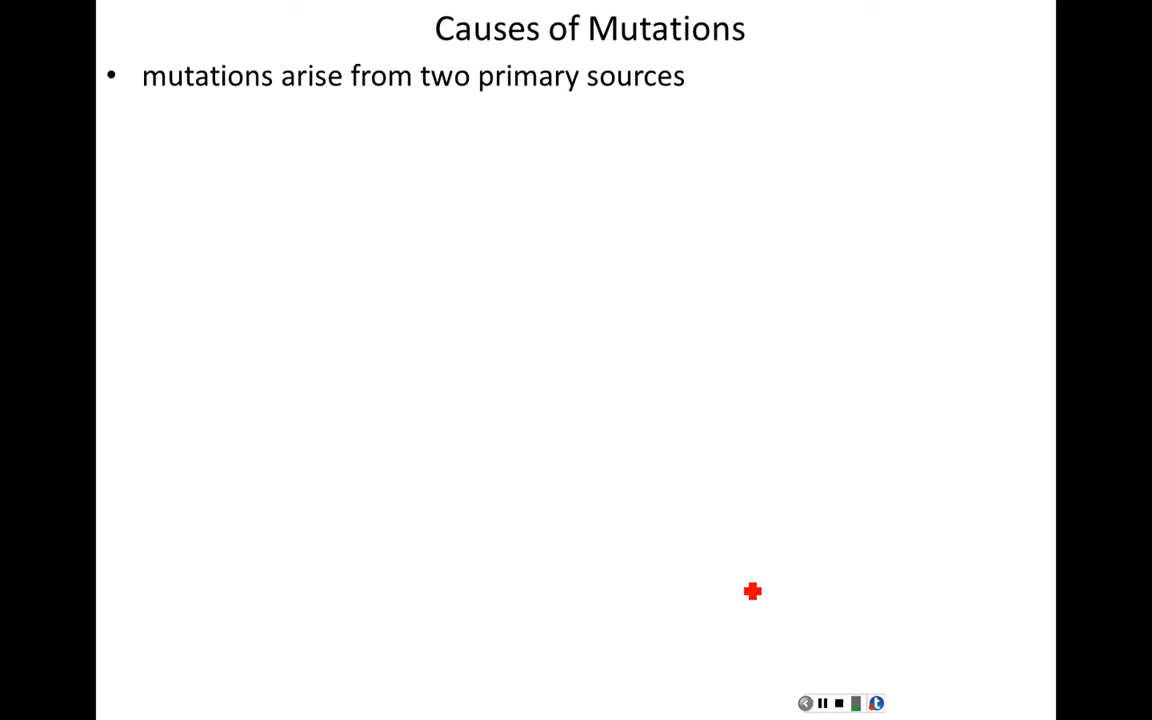 Causes of Mutations
• mutations arise from two primary sources